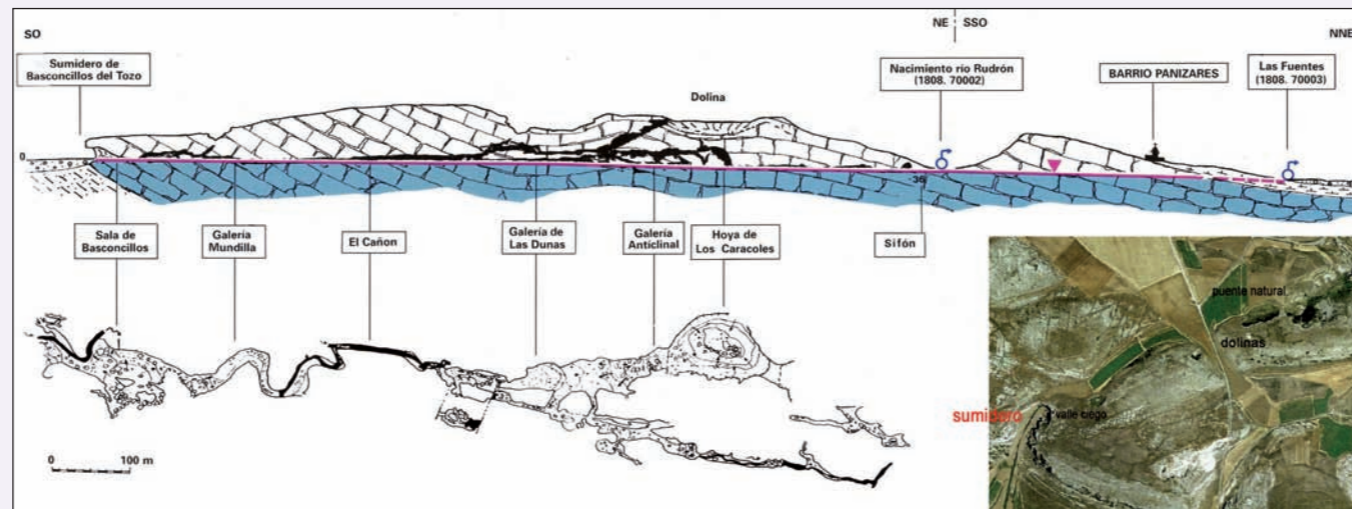 SO
NE
SSO
NNE
Sumidero de
Basconcillos del Tozo
Dolina
Nacimiento río Rudrón
(1808. 70002)
BARRIO PANIZARES
Las Fuentes
(1808. 70003)
0
36
Sala de
Basconcillos
Galería
Mundilla
El Cañon
Galería de
Las Dunas
Galería
Anticlinal
Hoya de
Los Caracoles
Sifón
0 100 m
puente natural
dolinas
sumidero
valle ciego